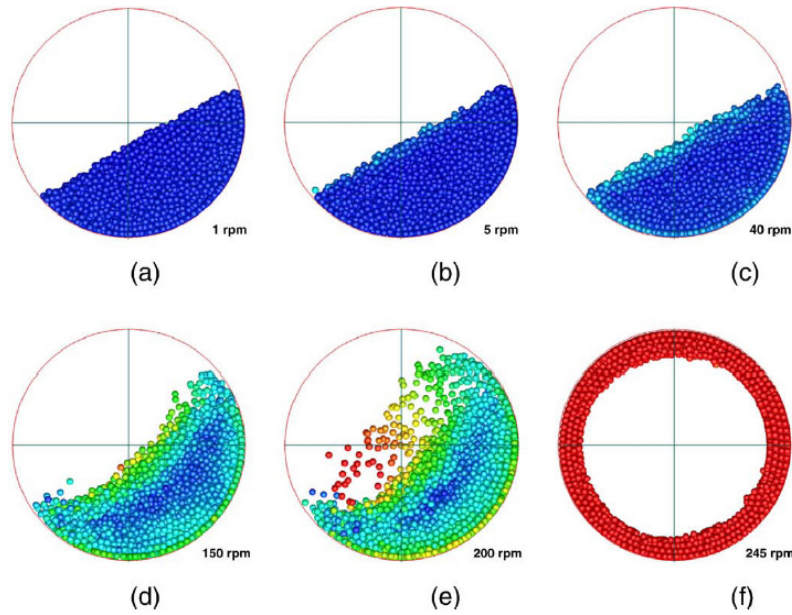 1 rpm
5 rpm
40 rpm
(a)
(b)
(c)
150 rpm
200 rpm
245 rpm
(d)
(e)
(f)